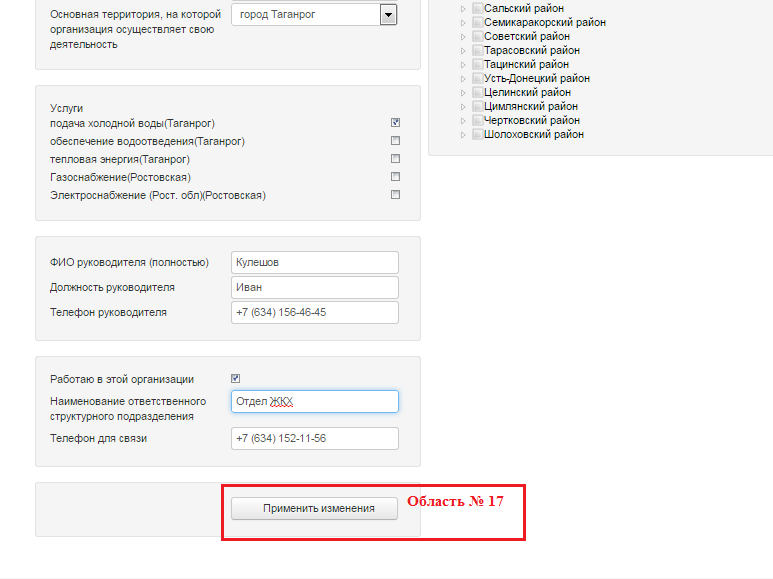 Основная территория, на которой
организация осуществляет свою
деятельность
город Таганрог
Услуги
подача холодной воды(Таганрог)
обеспечение водоотведения(Таганрог)
тепловая энергия(Таганрог)
Газоснабжение(Ростовская)
Электроснабжение (Рост. обл)(Ростовская)
ФИО руководителя (полностью)
Кулешов
Должность руководителя
Иван
Телефон руководителя
+7 (634) 156-46-45
Работаю в этой организации
Наименование ответственного
структурного подразделения
Отдел ЖКХ
Телефон для связи
+7 (634) 152-11-56
Применить изменения
Область № 17
Сальский район
Семикаракорский район
Советский район
Тарасовский район
Тацинский район
Усть-Донецкий район
Целинский район
Цимлянский район
Чертковский район
Шолоховский район